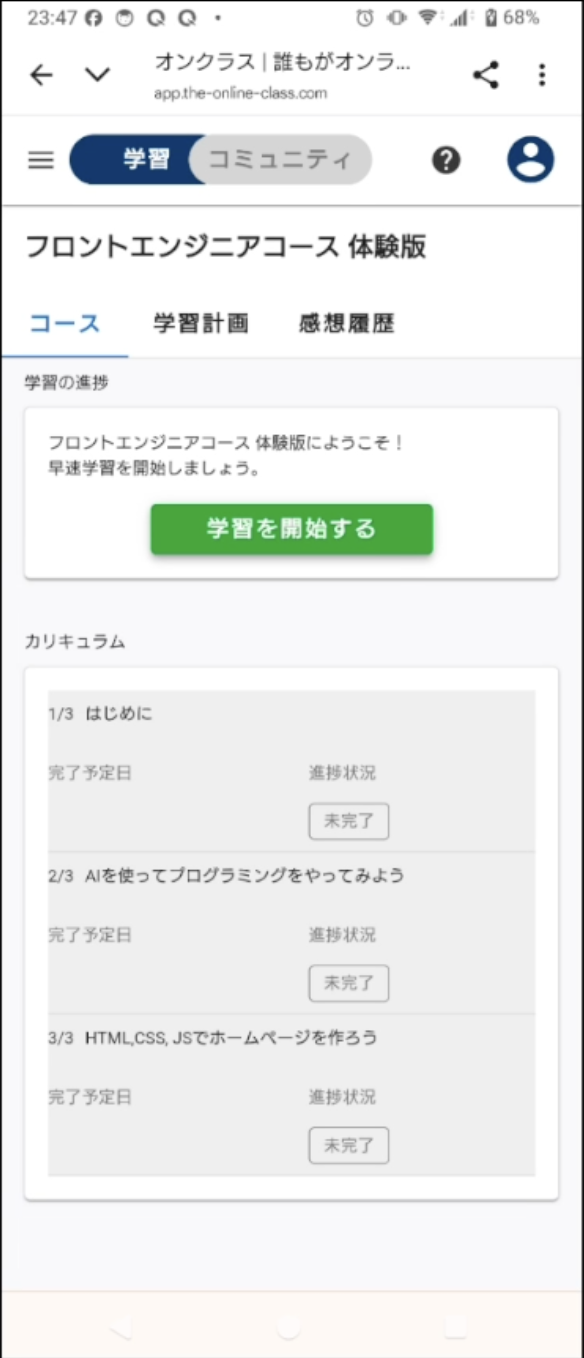 23:47 68%
オンクラス | 誰もがオンラ...
app.the-online-class.com
学習 コミュニティ
フロントエンジニアコース 体験版
コース 学習計画 感想履歴
学習の進捗
フロントエンジニアコース 体験版にようこそ！
早速学習を開始しましょう。
学習を開始する
カリキュラム
1/3 はじめに
完了予定日 進捗状況
未完了
2/3 AIを使ってプログラミングをやってみよう
完了予定日 進捗状況
未完了
3/3 HTML,CSS, JSでホームページを作ろう
完了予定日 進捗状況
未完了